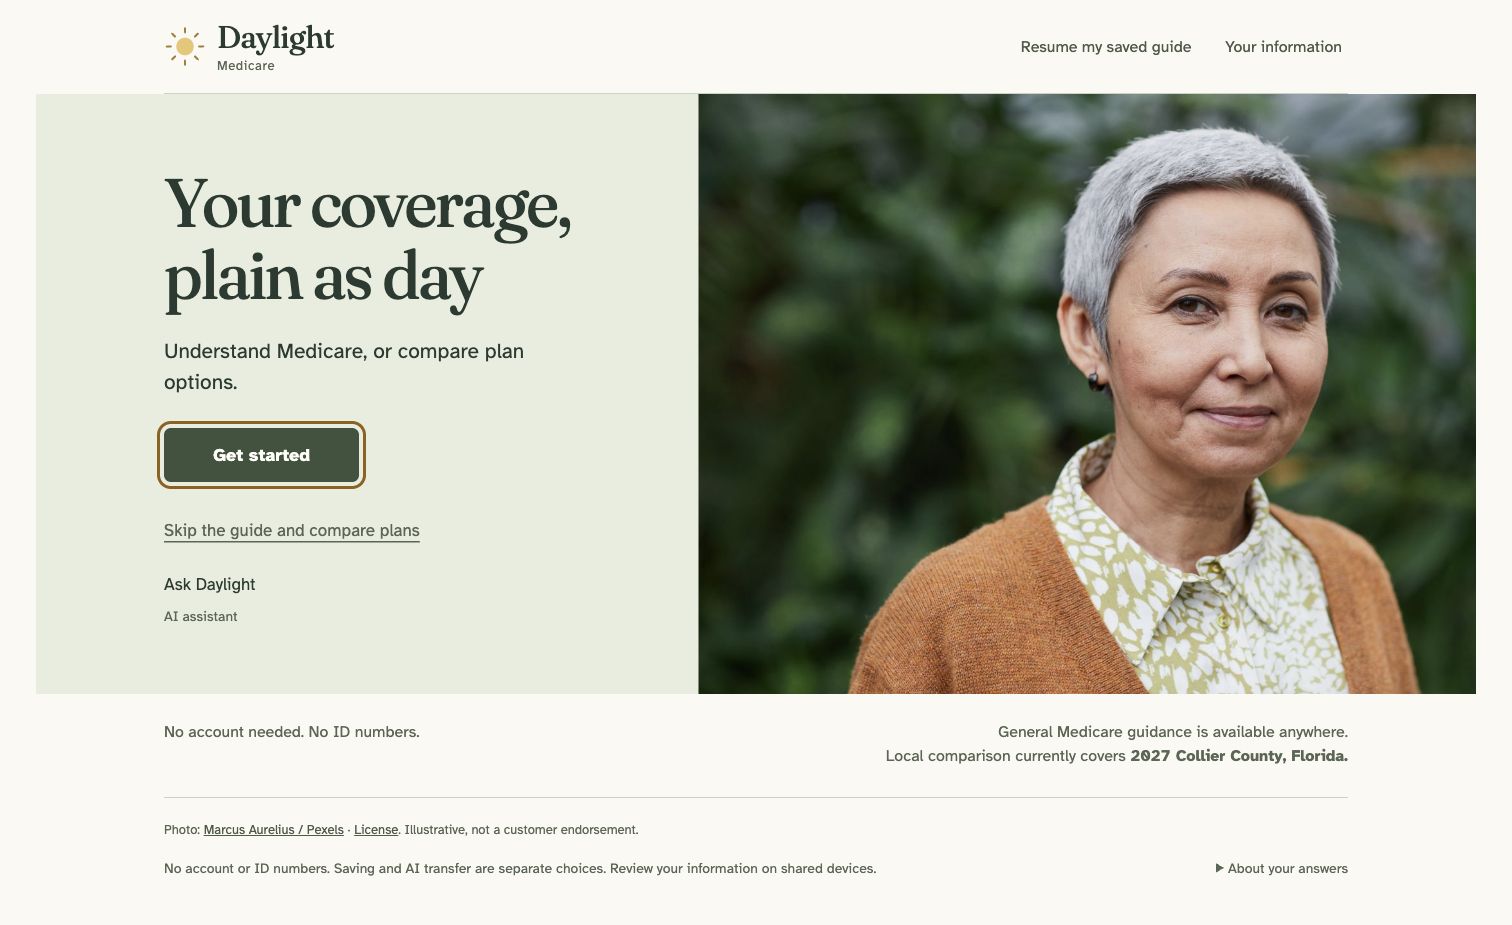 Daylight
Medicare
Resume my saved guide
Your information
Your coverage,
plain as day
Understand Medicare, or compare plan
options.
Get started
Skip the guide and compare plans
Ask Daylight
AI assistant
No account needed. No ID numbers.
General Medicare guidance is available anywhere.
Local comparison currently covers 2027 Collier County, Florida.
Photo: Marcus Aurelius / Pexels · License. Illustrative, not a customer endorsement.
No account or ID numbers. Saving and AI transfer are separate choices. Review your information on shared devices.
▶ About your answers